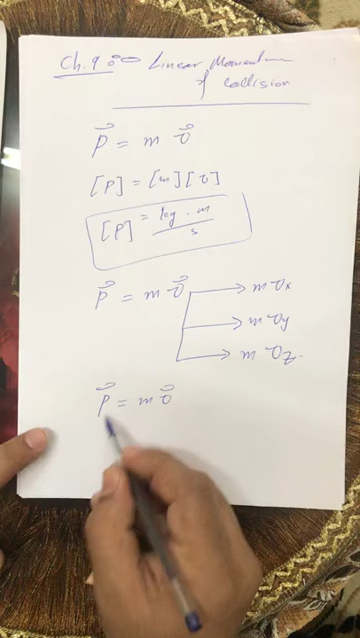 Ch. 9 :- Linear Momentum
& collision
p⃗ = m v⃗
[p] = [m] [v]
[p] = kg . m / s
p⃗ = m v⃗ → m vx
→ m vy
→ m vz
p⃗ = m v⃗